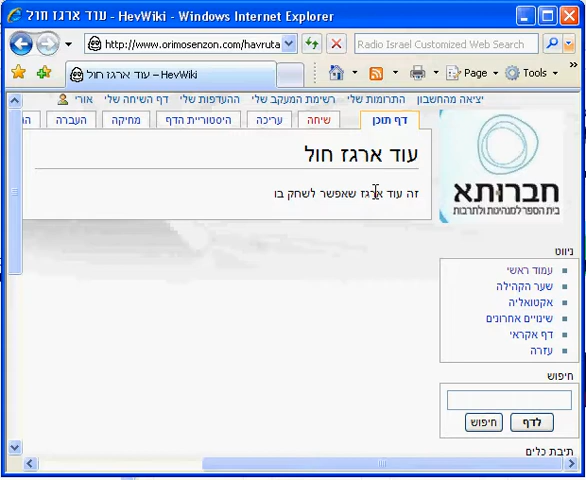 עוד ארגז חול - HevWiki - Windows Internet Explorer
http://www.orimosenzon.com/havruta
Radio Israel Customized Web Search
עוד ארגז חול – HevWiki
Page
Tools
אורי דף השיחה שלי ההעדפות שלי רשימת המעקב שלי התרומות שלי יציאה מהחשבון
דף תוכן שיחה עריכה היסטוריית הדף מחיקה העברה
עוד ארגז חול
זה עוד ארגז שאפשר לשחק בו
חברותא
בית הספר למנהיגות ולתרבות
ניווט
עמוד ראשי
שער הקהילה
אקטואליה
שינויים אחרונים
דף אקראי
עזרה
חיפוש
לדף חיפוש
תיבת כלים